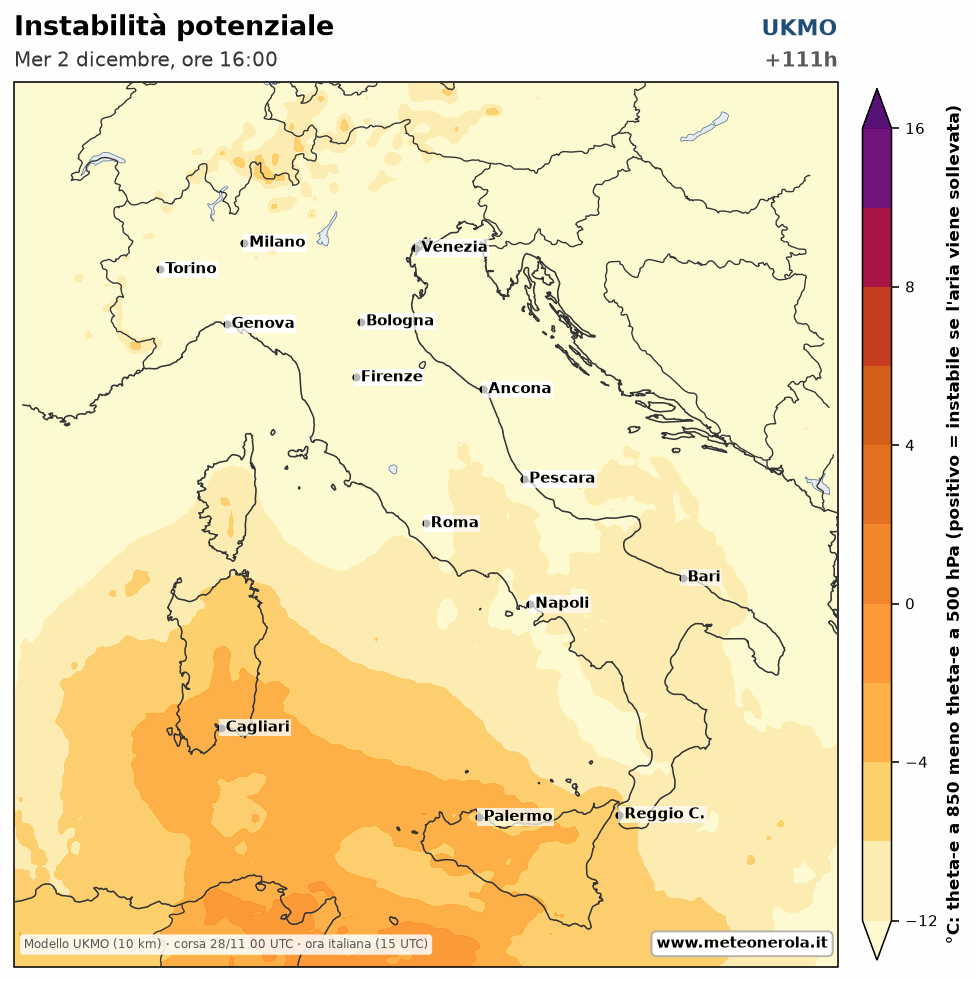 Instabilità potenziale
UKMO
Mer 2 dicembre, ore 16:00
+111h
Milano
Venezia
Torino
Genova
Bologna
Firenze
Ancona
Pescara
Roma
Bari
Napoli
Cagliari
Palermo
Reggio C.
Modello UKMO (10 km) · corsa 28/11 00 UTC · ora italiana (15 UTC)
www.meteonerola.it
16
8
4
0
−4
−12
°C: theta-e a 850 meno theta-e a 500 hPa (positivo = instabile se l'aria viene sollevata)